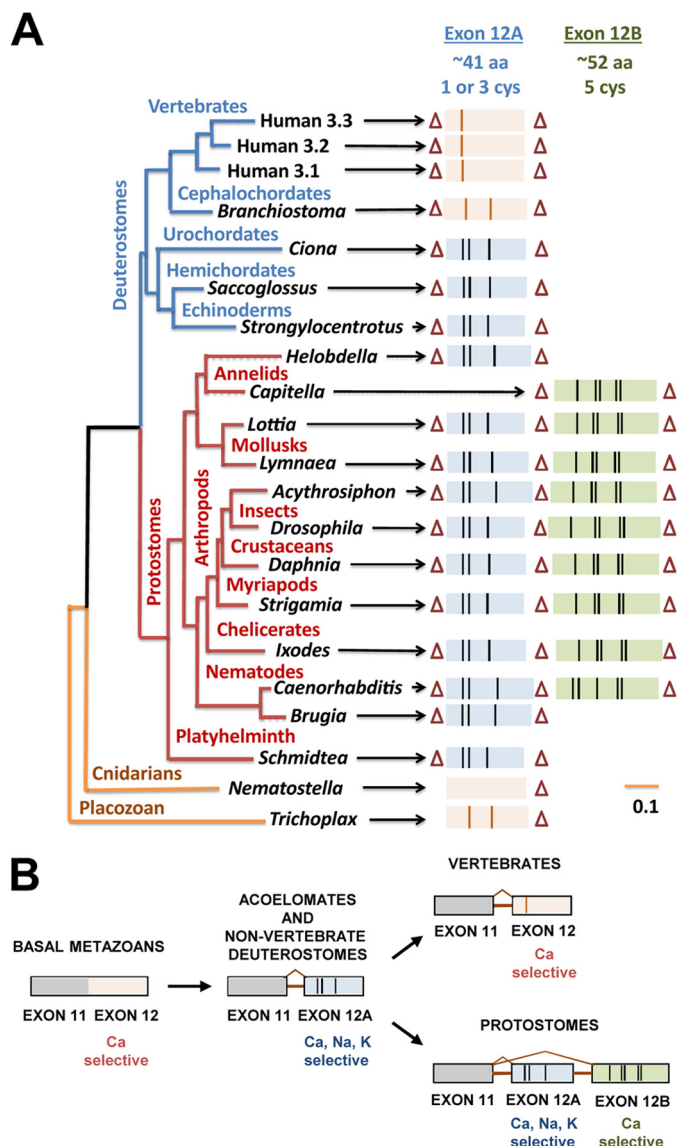 A
Exon 12A
~41 aa
1 or 3 cys
Exon 12B
~52 aa
5 cys
Vertebrates
Human 3.3
Human 3.2
Human 3.1
Cephalochordates
Branchiostoma
Urochordates
Ciona
Hemichordates
Saccoglossus
Echinoderms
Strongylocentrotus
Deuterostomes
Helobdella
Annelids
Capitella
Lottia
Mollusks
Lymnaea
Acythrosiphon
Insects
Drosophila
Crustaceans
Daphnia
Myriapods
Strigamia
Chelicerates
Ixodes
Arthropods
Protostomes
Nematodes
Caenorhabditis
Brugia
Platyhelminth
Schmidtea
Cnidarians
Nematostella
Placozoan
Trichoplax
0.1
B
BASAL METAZOANS
EXON 11 EXON 12
Ca
selective
ACOELOMATES
AND
NON-VERTEBRATE
DEUTEROSTOMES
EXON 11 EXON 12A
Ca, Na, K
selective
VERTEBRATES
EXON 11 EXON 12
Ca
selective
PROTOSTOMES
EXON 11 EXON 12A EXON 12B
Ca, Na, K
selective
Ca
selective